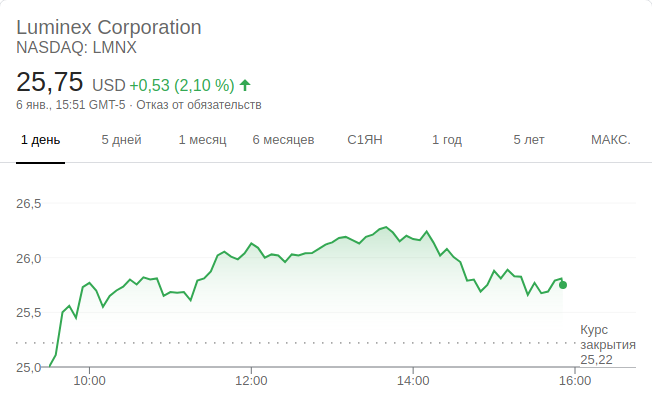 Luminex Corporation
NASDAQ: LMNX
25,75 USD +0,53 (2,10 %)
6 янв., 15:51 GMT-5 · Отказ от обязательств
1 день 5 дней 1 месяц 6 месяцев С1ЯН 1 год 5 лет МАКС.
26,5
26,0
25,5
Курс
закрытия
25,22
25,0
10:00 12:00 14:00 16:00